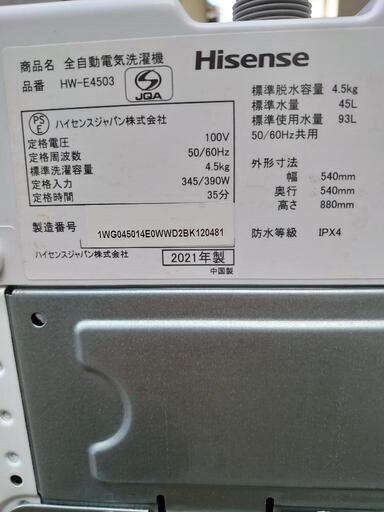 商品名 全自動電気洗濯機
品番 HW-E4503
JQA
Hisense
PS
E
ハイセンスジャパン株式会社
定格電圧 100V
定格周波数 50/60Hz
標準洗濯容量 4.5kg
定格入力 345/390W
定格時間 35分
製造番号 1WG045014E0WWD2BK120481
ハイセンスジャパン株式会社 2021年製
中国製
標準脱水容量 4.5kg
標準水量 45L
標準使用水量 93L
50/60Hz共用
外形寸法
幅 540mm
奥行 540mm
高さ 880mm
防水等級 IPX4